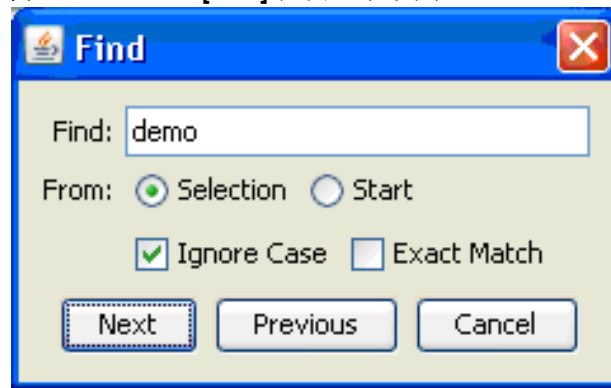 Find
Find: demo
From: Selection Start
Ignore Case Exact Match
Next Previous Cancel